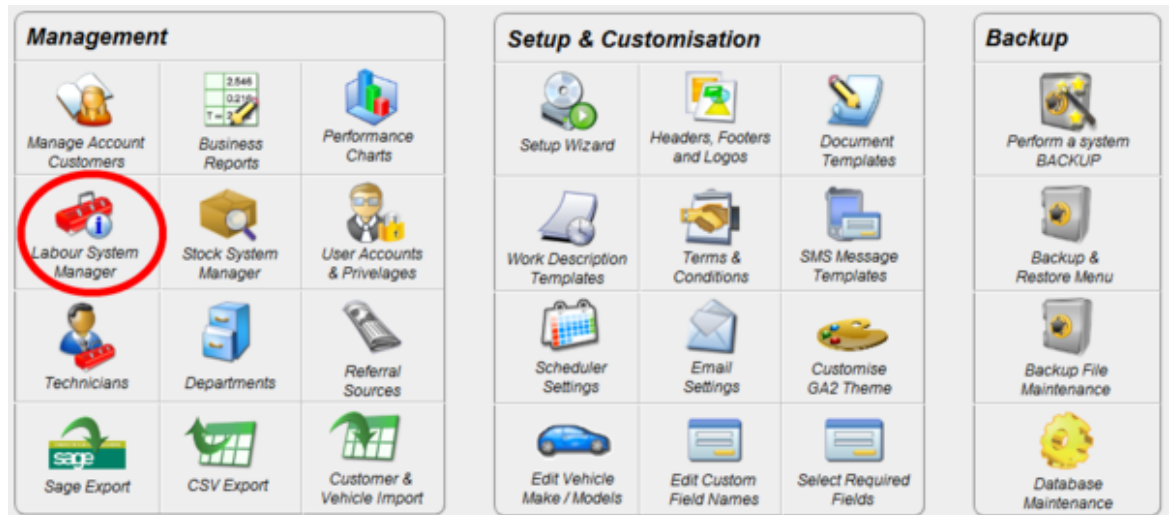 Management
2.546
0.216
T = 2
Manage Account
Customers
Business
Reports
Performance
Charts
Labour System
Manager
Stock System
Manager
User Accounts
& Privelages
Technicians
Departments
Referral
Sources
sage
Sage Export
CSV Export
Customer &
Vehicle Import
Setup & Customisation
Setup Wizard
Headers, Footers
and Logos
Document
Templates
Work Description
Templates
Terms &
Conditions
SMS Message
Templates
Scheduler
Settings
Email
Settings
Customise
GA2 Theme
Edit Vehicle
Make / Models
Edit Custom
Field Names
Select Required
Fields
Backup
Perform a system
BACKUP
Backup &
Restore Menu
Backup File
Maintenance
Database
Maintenance